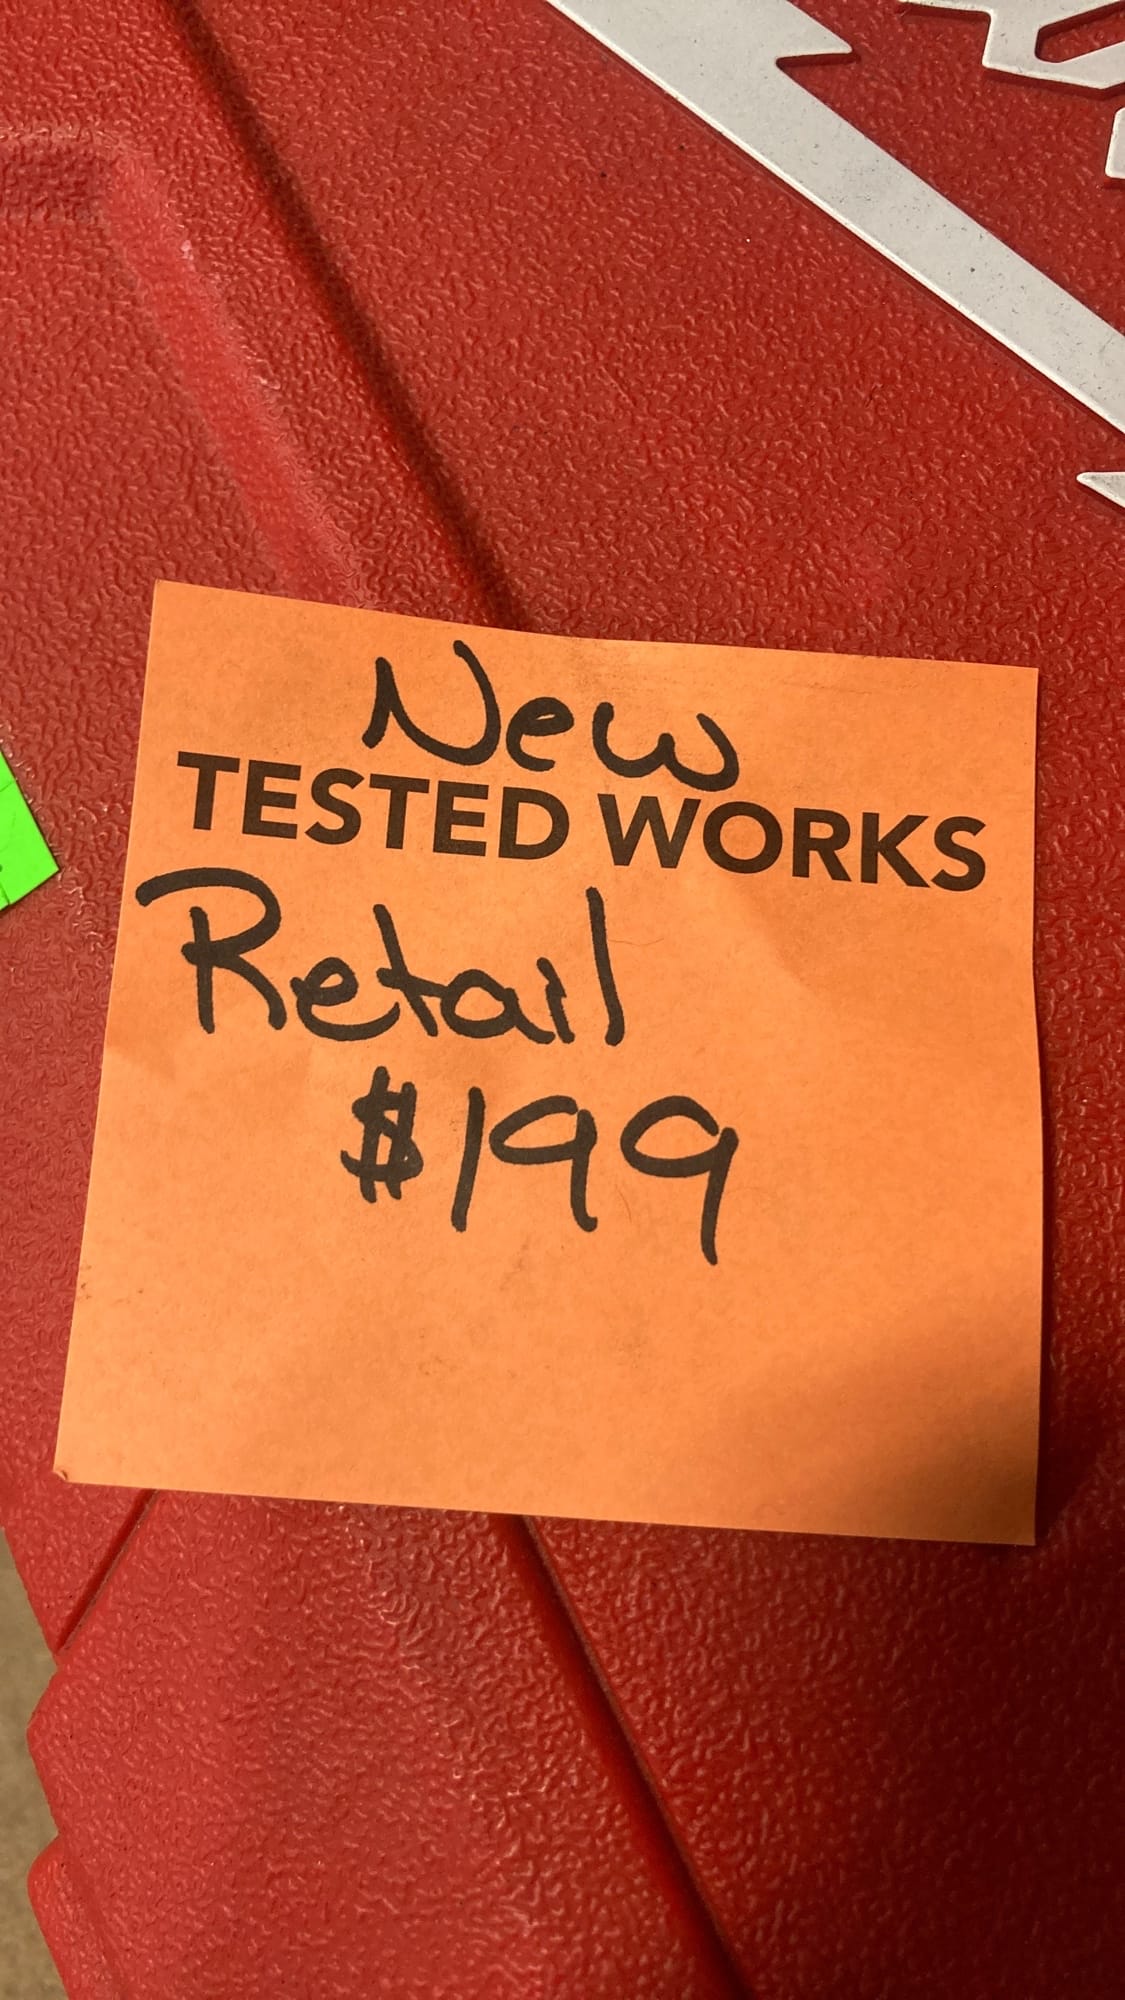 New
TESTED WORKS
Retail
$199